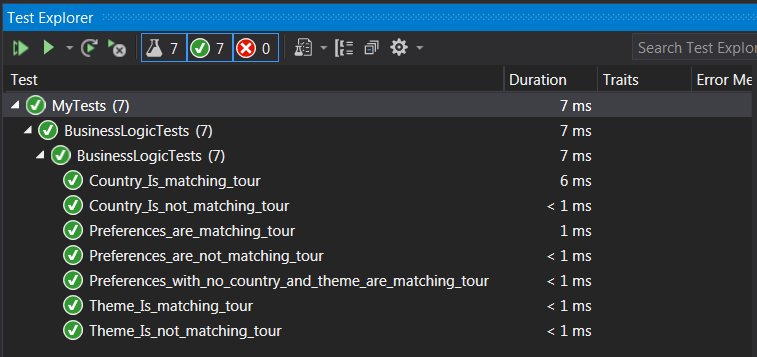 Test Explorer
7 7 0 Search Test Explor
Test Duration Traits Error Me
MyTests (7) 7 ms
BusinessLogicTests (7) 7 ms
BusinessLogicTests (7) 7 ms
Country_Is_matching_tour 6 ms
Country_Is_not_matching_tour < 1 ms
Preferences_are_matching_tour 1 ms
Preferences_are_not_matching_tour < 1 ms
Preferences_with_no_country_and_theme_are_matching_tour < 1 ms
Theme_Is_matching_tour < 1 ms
Theme_Is_not_matching_tour < 1 ms